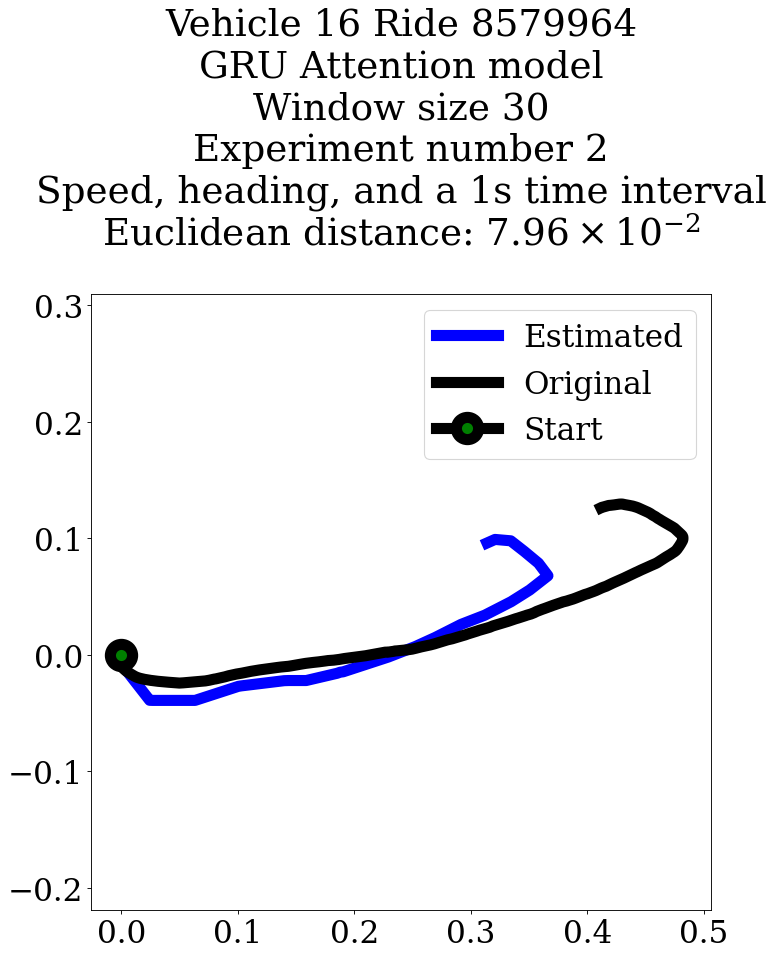 Vehicle 16 Ride 8579964
GRU Attention model
Window size 30
Experiment number 2
Speed, heading, and a 1s time interval
Euclidean distance: 7.96 × 10⁻²
0.3
0.2
0.1
0.0
−0.1
−0.2
Estimated
Original
Start
0.0 0.1 0.2 0.3 0.4 0.5